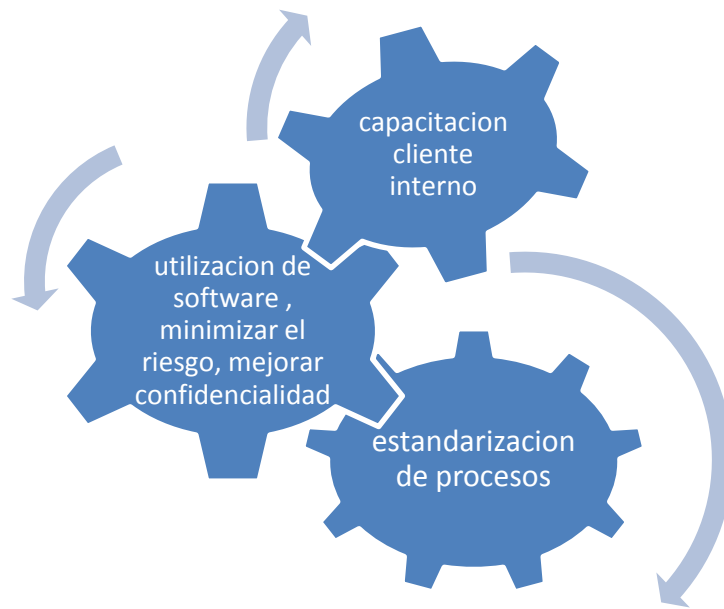 capacitacion
cliente
interno
utilizacion de
software ,
minimizar el
riesgo, mejorar
confidencialidad
estandarizacion
de procesos